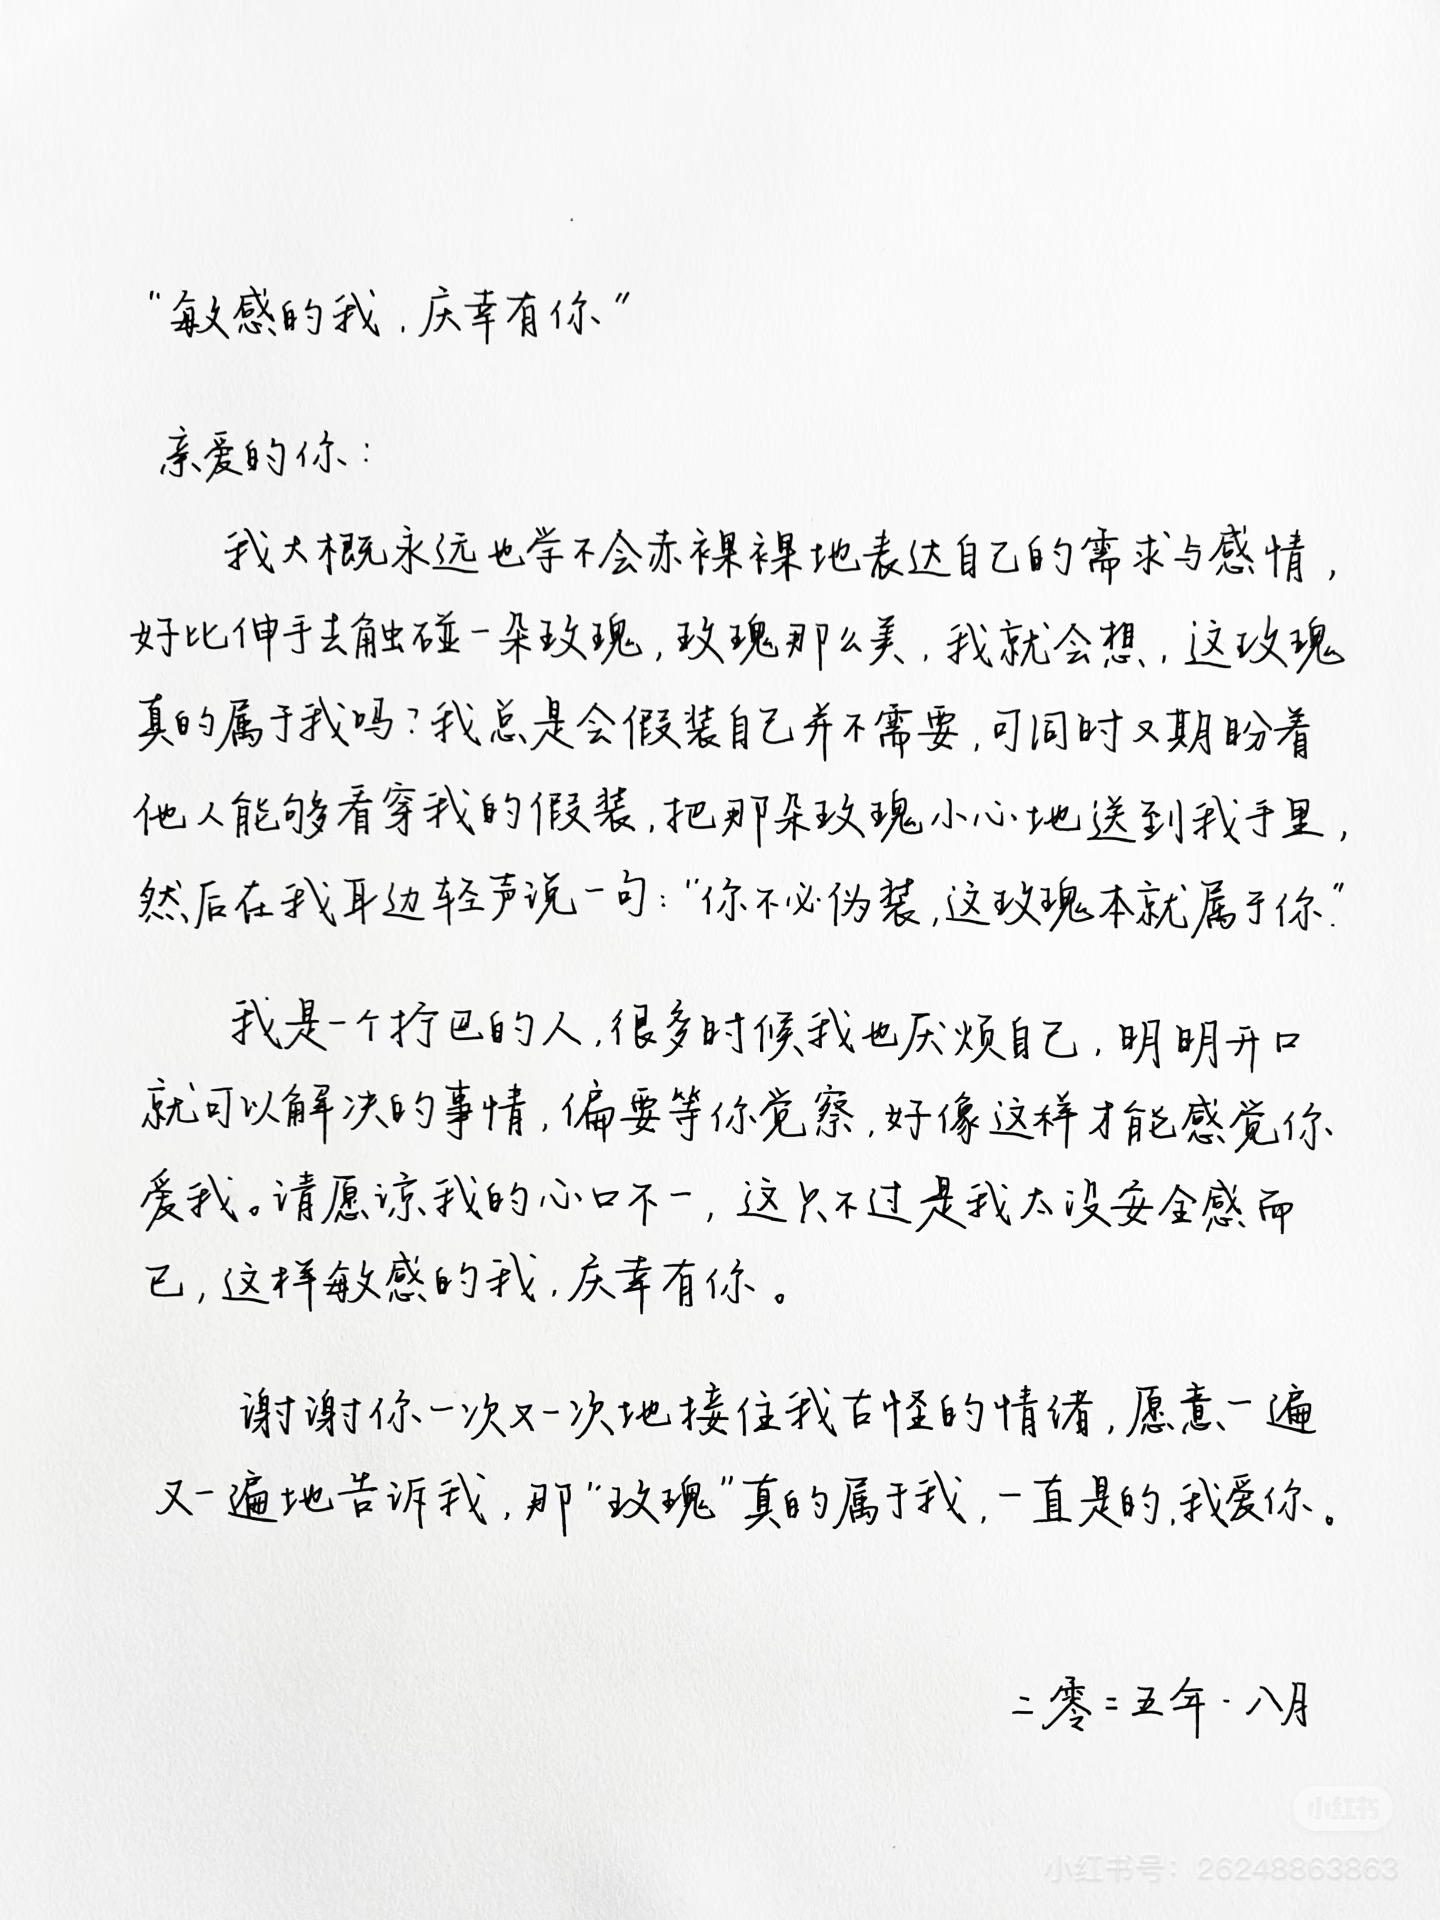 “敏感的我,庆幸有你”
亲爱的你：
我大概永远也学不会赤裸裸地表达自己的需求与感情，
好比伸手去触碰一朵玫瑰,玫瑰那么美,我就会想,这玫瑰
真的属于我吗？我总是会假装自己并不需要,可同时又期盼着
他人能够看穿我的假装,把那朵玫瑰小心地送到我手里，
然后在我耳边轻声说一句：“你不必伪装,这玫瑰本就属于你.”
我是一个拧巴的人,很多时候我也厌烦自己,明明开口
就可以解决的事情,偏要等你觉察,好像这样才能感觉你
爱我。请愿谅我的心口不一,这只不过是我太没安全感而
已,这样敏感的我,庆幸有你。
谢谢你一次又一次地接住我古怪的情绪,愿意一遍
又一遍地告诉我,那“玫瑰”真的属于我,一直是的,我爱你。
二零二五年·八月
小红书
小红书号：26248863863